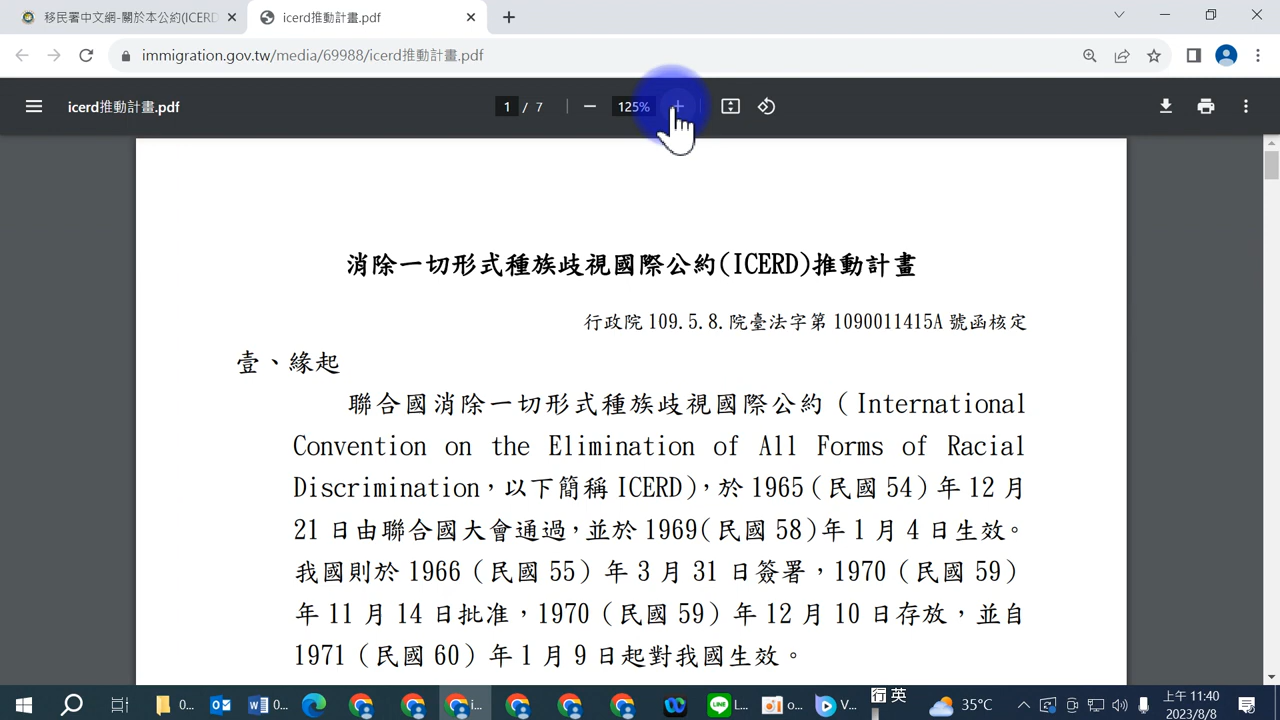 移民署中文網-關於本公約(ICERD
icerd推動計畫.pdf
immigration.gov.tw/media/69988/icerd推動計畫.pdf
icerd推動計畫.pdf
1 / 7
125%
消除一切形式種族歧視國際公約(ICERD)推動計畫
行政院 109.5.8.院臺法字第 1090011415A 號函核定
壹、緣起
聯合國消除一切形式種族歧視國際公約（International
Convention on the Elimination of All Forms of Racial
Discrimination，以下簡稱 ICERD），於 1965（民國 54）年 12 月
21 日由聯合國大會通過，並於 1969(民國 58)年 1 月 4 日生效。
我國則於 1966（民國 55）年 3 月 31 日簽署，1970（民國 59）
年 11 月 14 日批准，1970（民國 59）年 12 月 10 日存放，並自
1971（民國 60）年 1 月 9 日起對我國生效。
0...
0...
i...
L...
o...
V...
行 英
35°C
上午 11:40
2023/8/8